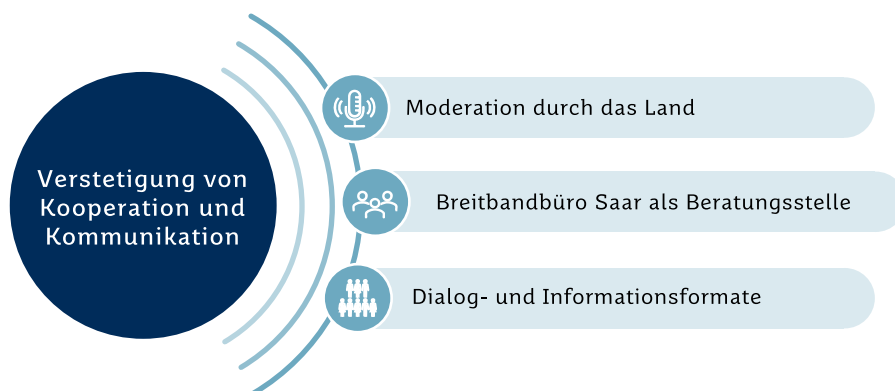 Verstetigung von
Kooperation und
Kommunikation
Moderation durch das Land
Breitbandbüro Saar als Beratungsstelle
Dialog- und Informationsformate